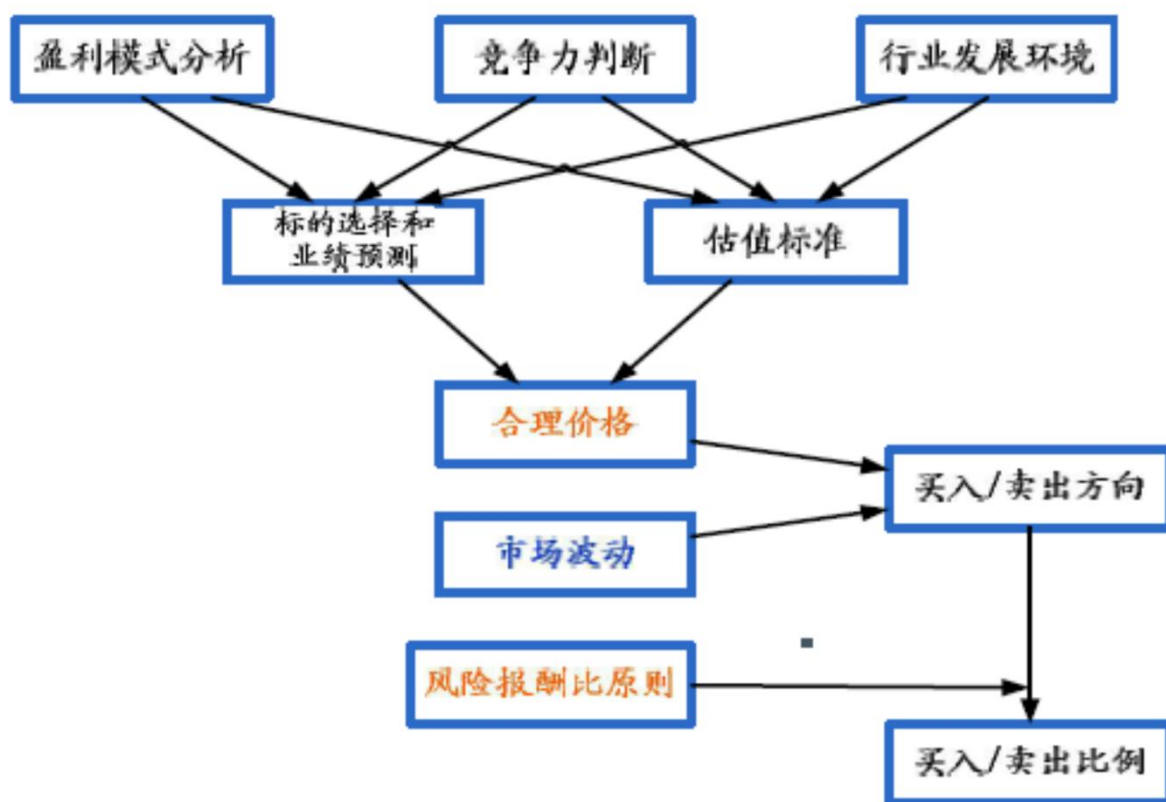 盈利模式分析
竞争力判断
行业发展环境
标的选择和
业绩预测
估值标准
合理价格
买入/卖出方向
市场波动
风险报酬比原则
买入/卖出比例